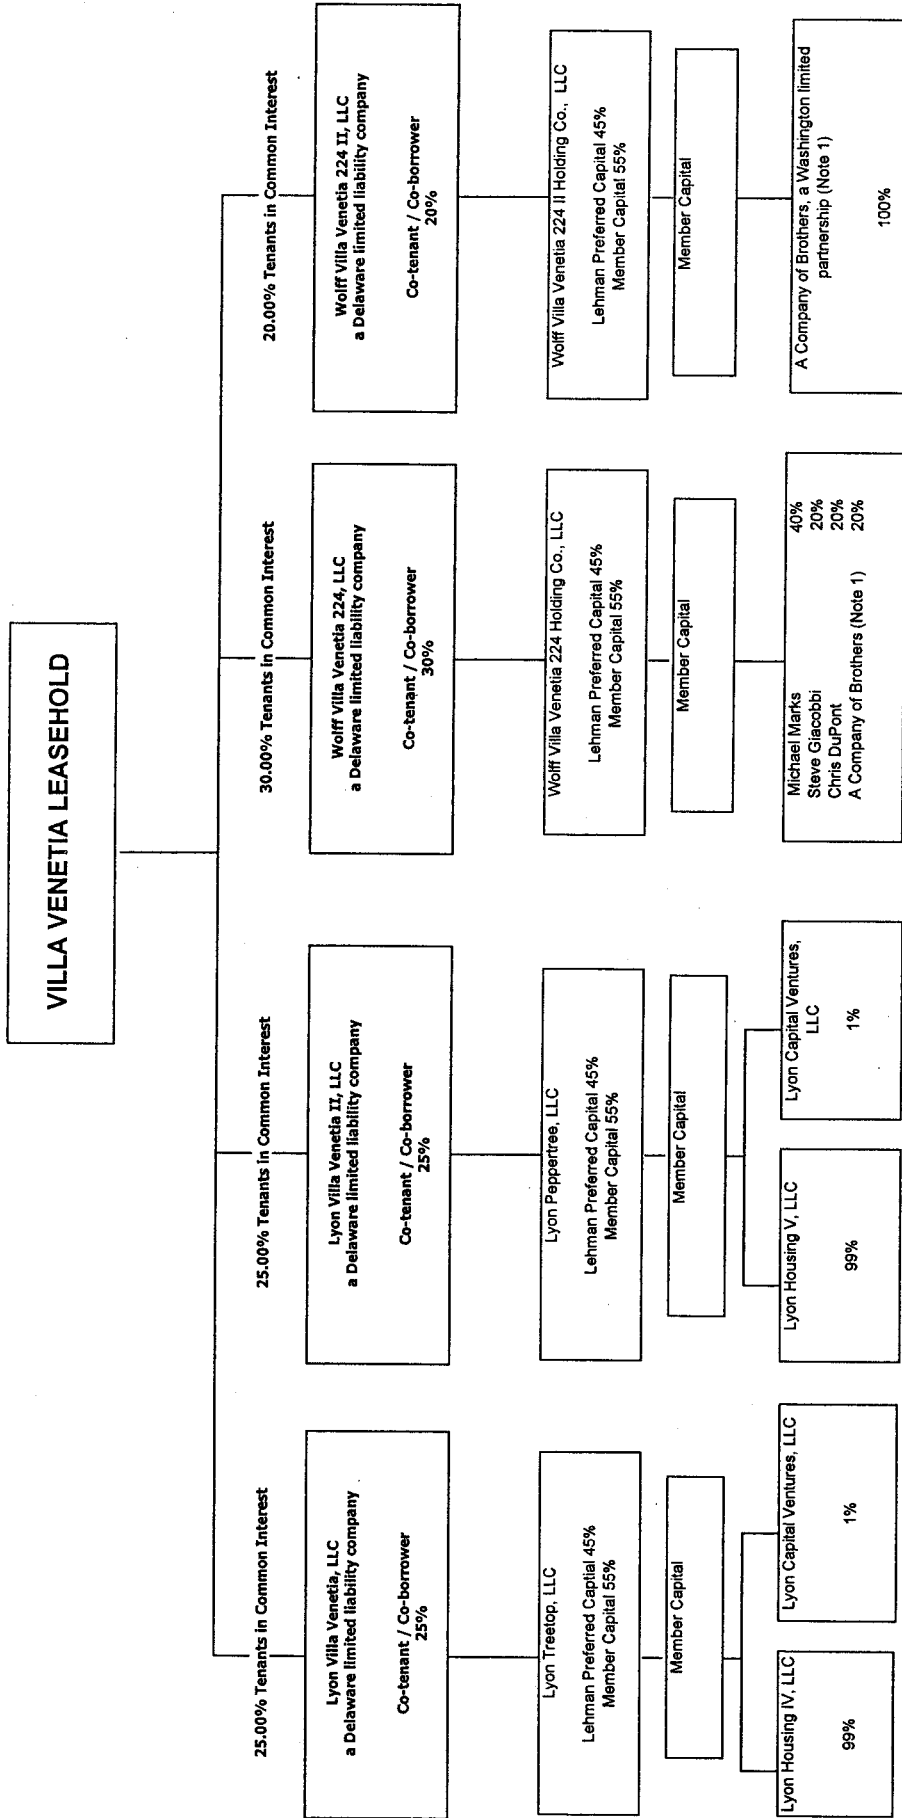 VILLA VENETIA LEASEHOLD
25.00% Tenants in Common Interest
25.00% Tenants in Common Interest
30.00% Tenants in Common Interest
20.00% Tenants in Common Interest
Lyon Villa Venetia, LLC
a Delaware limited liability company
Co-tenant / Co-borrower
25%
Lyon Villa Venetia II, LLC
a Delaware limited liability company
Co-tenant / Co-borrower
25%
Wolff Villa Venetia 224, LLC
a Delaware limited liability company
Co-tenant / Co-borrower
30%
Wolff Villa Venetia 224 II, LLC
a Delaware limited liability company
Co-tenant / Co-borrower
20%
Lyon Treetop, LLC
Lehman Preferred Captial 45%
Member Capital 55%
Lyon Peppertree, LLC
Lehman Preferred Capital 45%
Member Capital 55%
Wolff Villa Venetia 224 Holding Co., LLC
Lehman Preferred Capital 45%
Member Capital 55%
Wolff Villa Venetia 224 II Holding Co., LLC
Lehman Preferred Capital 45%
Member Capital 55%
Member Capital
Member Capital
Member Capital
Member Capital
Lyon Housing IV, LLC
99%
Lyon Capital Ventures, LLC
1%
Lyon Housing V, LLC
99%
Lyon Capital Ventures,
LLC
1%
Michael Marks 40%
Steve Giacobbi 20%
Chris DuPont 20%
A Company of Brothers (Note 1) 20%
A Company of Brothers, a Washington limited
partnership (Note 1)
100%